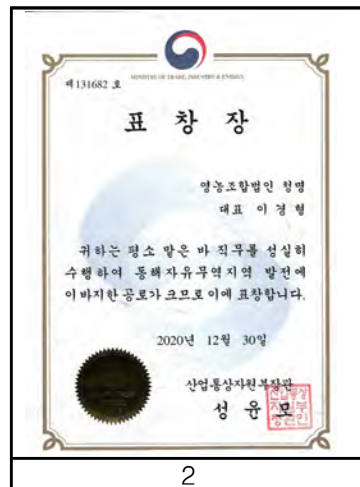 MINISTRY OF TRADE, INDUSTRY & ENERGY
제131682 호
표 창 장
영농조합법인 청명
대표 이경형
귀하는 평소 맡은 바 직무를 성실히
수행하여 동해자유무역지역 발전에
이바지한 공로가 크므로 이에 표창합니다.
2020년 12월 30일
산업통상자원부장관
성 윤 모
2